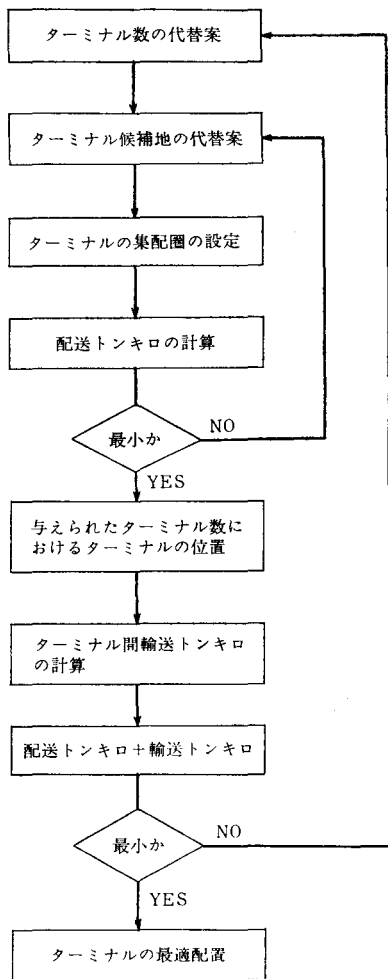 ターミナル数の代替案
ターミナル候補地の代替案
ターミナルの集配圏の設定
配送トンキロの計算
最小か
NO
YES
与えられたターミナル数に
おけるターミナルの位置
ターミナル間輸送トンキロ
の計算
配送トンキロ+輸送トンキロ
最小か
NO
YES
ターミナルの最適配置